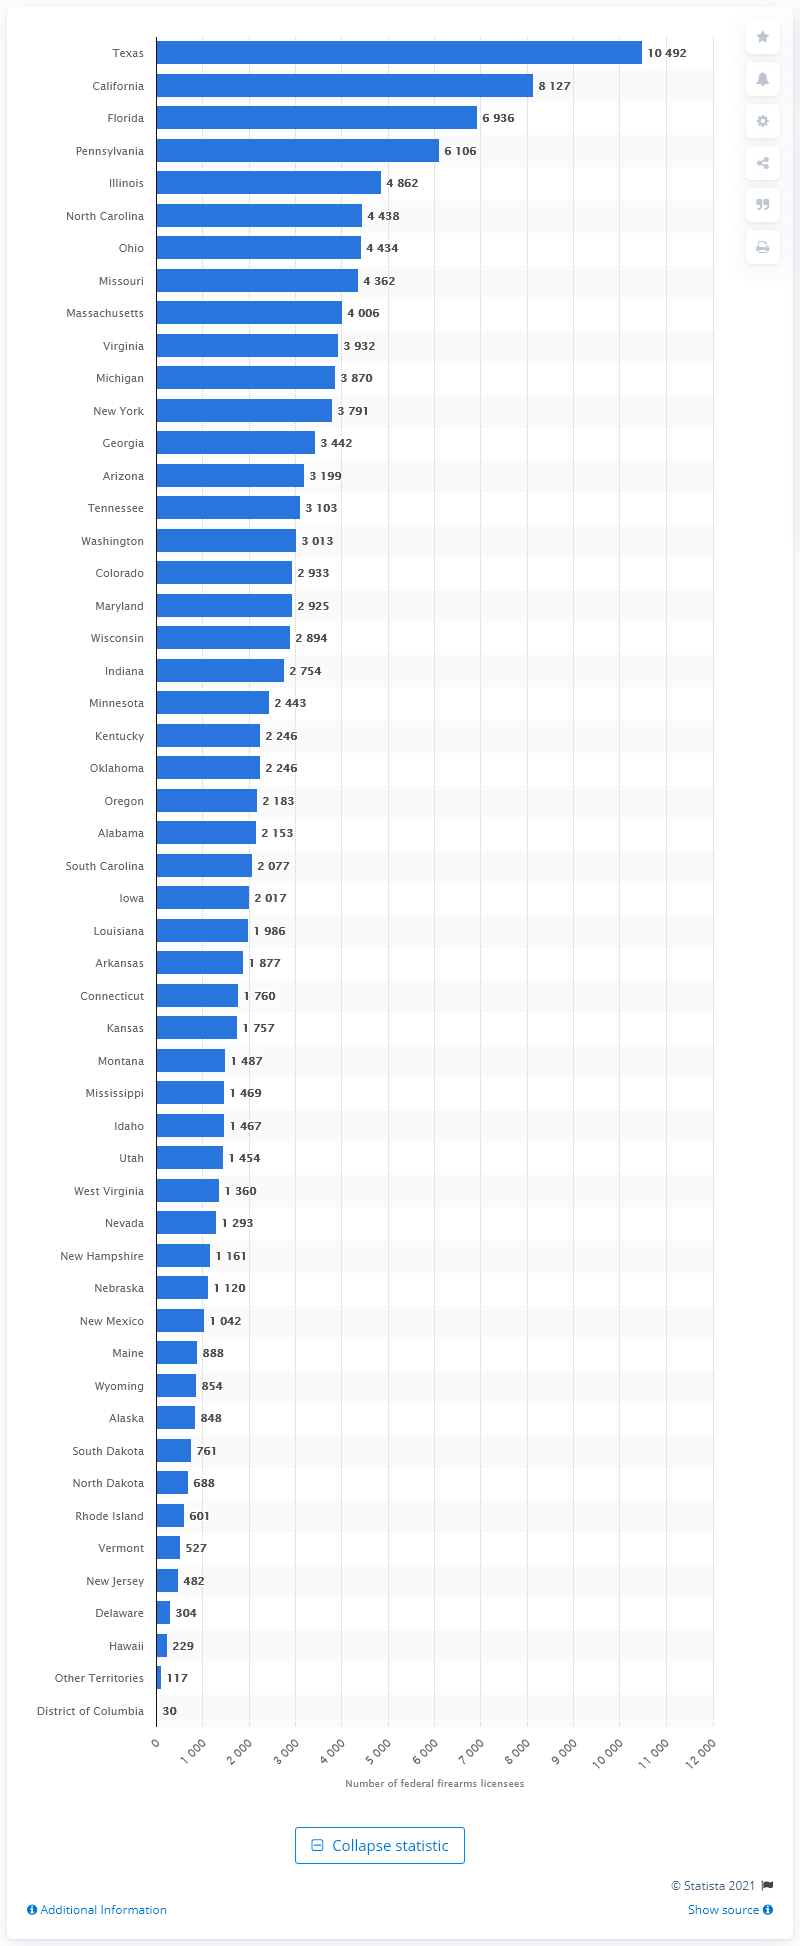 Texas 10 492
California 8 127
Florida 6 936
Pennsylvania 6 106
Illinois 4 862
North Carolina 4 438
Ohio 4 434
Missouri 4 362
Massachusetts 4 006
Virginia 3 932
Michigan 3 870
New York 3 791
Georgia 3 442
Arizona 3 199
Tennessee 3 103
Washington 3 013
Colorado 2 933
Maryland 2 925
Wisconsin 2 894
Indiana 2 754
Minnesota 2 443
Kentucky 2 246
Oklahoma 2 246
Oregon 2 183
Alabama 2 153
South Carolina 2 077
Iowa 2 017
Louisiana 1 986
Arkansas 1 877
Connecticut 1 760
Kansas 1 757
Montana 1 487
Mississippi 1 469
Idaho 1 467
Utah 1 454
West Virginia 1 360
Nevada 1 293
New Hampshire 1 161
Nebraska 1 120
New Mexico 1 042
Maine 888
Wyoming 854
Alaska 848
South Dakota 761
North Dakota 688
Rhode Island 601
Vermont 527
New Jersey 482
Delaware 304
Hawaii 229
Other Territories 117
District of Columbia 30
0 1 000 2 000 3 000 4 000 5 000 6 000 7 000 8 000 9 000 10 000 11 000 12 000
Number of federal firearms licensees
Collapse statistic
© Statista 2021
Additional Information Show source